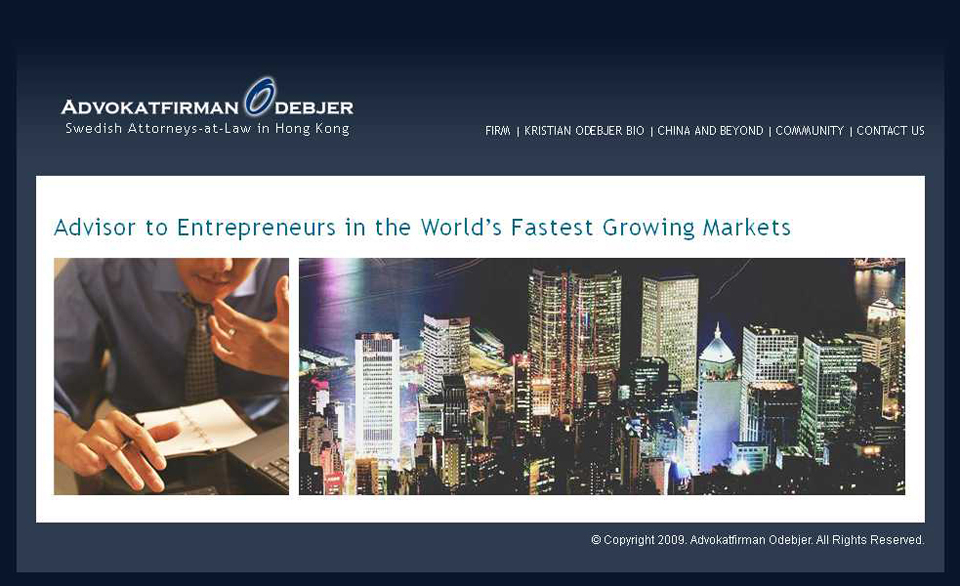 ADVOKATFIRMAN ODEBJER
Swedish Attorneys-at-Law in Hong Kong
FIRM | KRISTIAN ODEBJER BIO | CHINA AND BEYOND | COMMUNITY | CONTACT US
Advisor to Entrepreneurs in the World’s Fastest Growing Markets
© Copyright 2009. Advokatfirman Odebjer. All Rights Reserved.